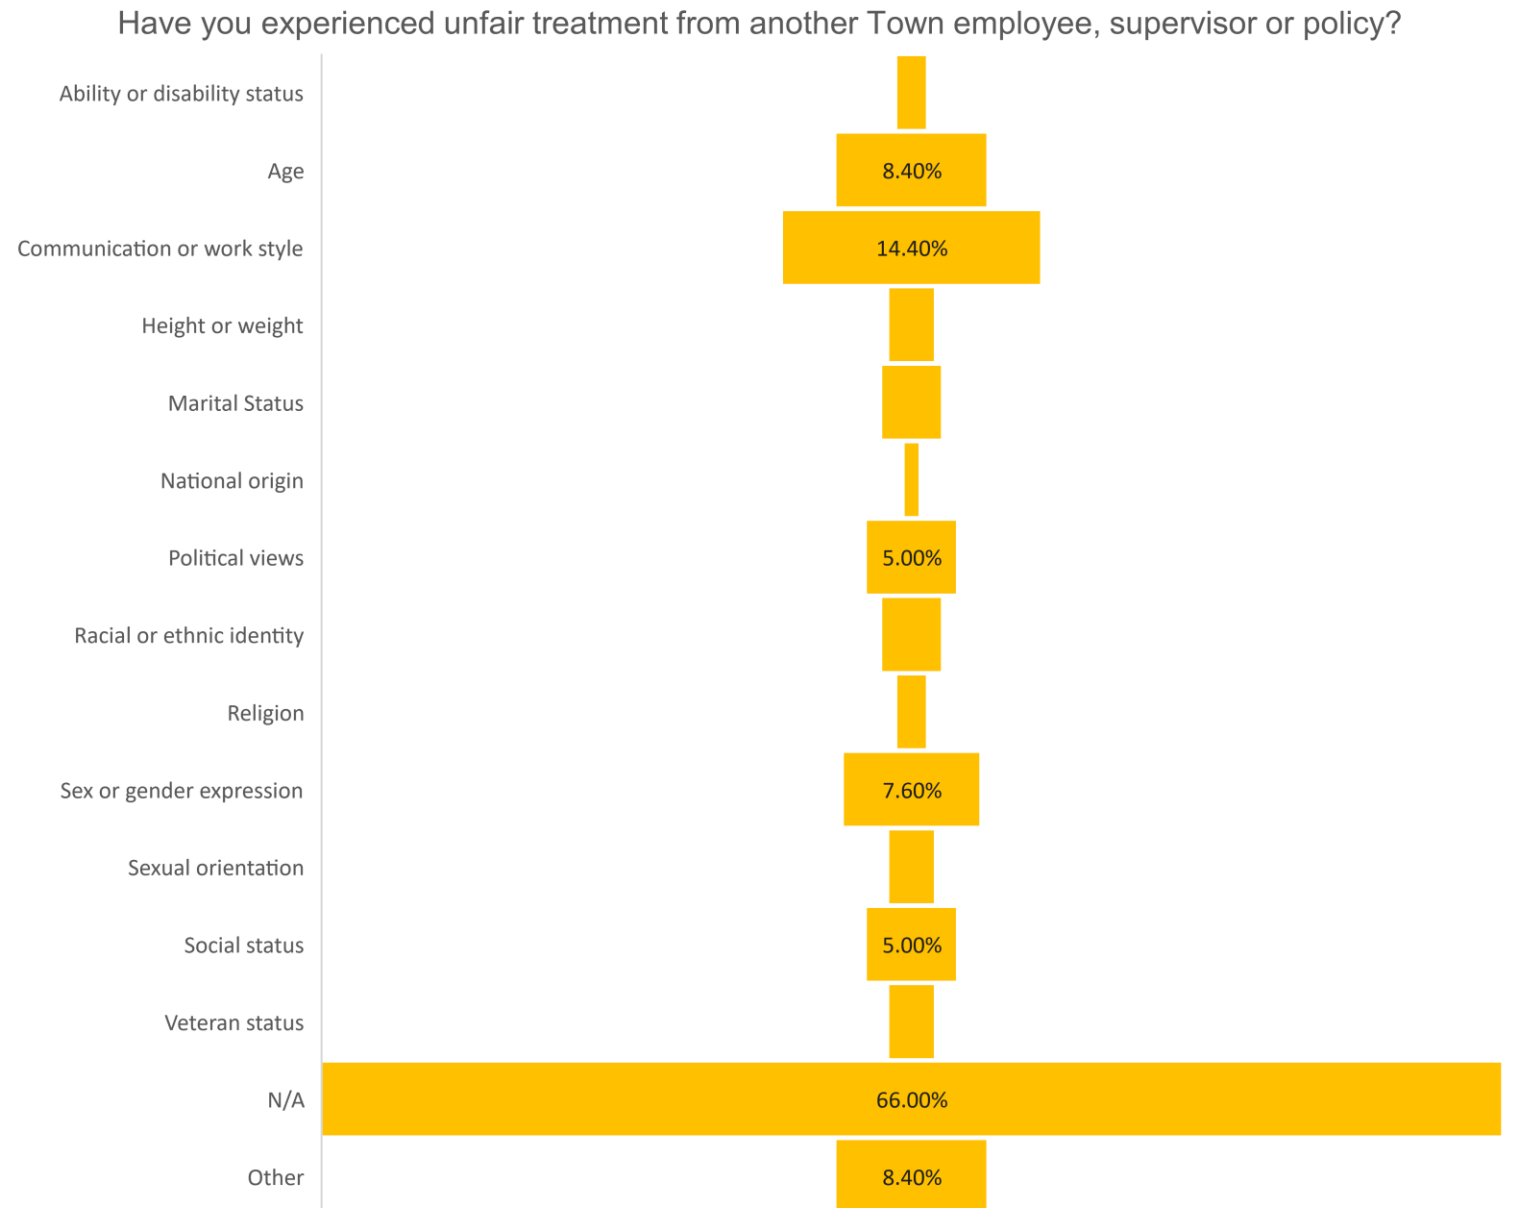 Have you experienced unfair treatment from another Town employee, supervisor or policy?
Ability or disability status
Age 8.40%
Communication or work style 14.40%
Height or weight
Marital Status
National origin
Political views 5.00%
Racial or ethnic identity
Religion
Sex or gender expression 7.60%
Sexual orientation
Social status 5.00%
Veteran status
N/A 66.00%
Other 8.40%